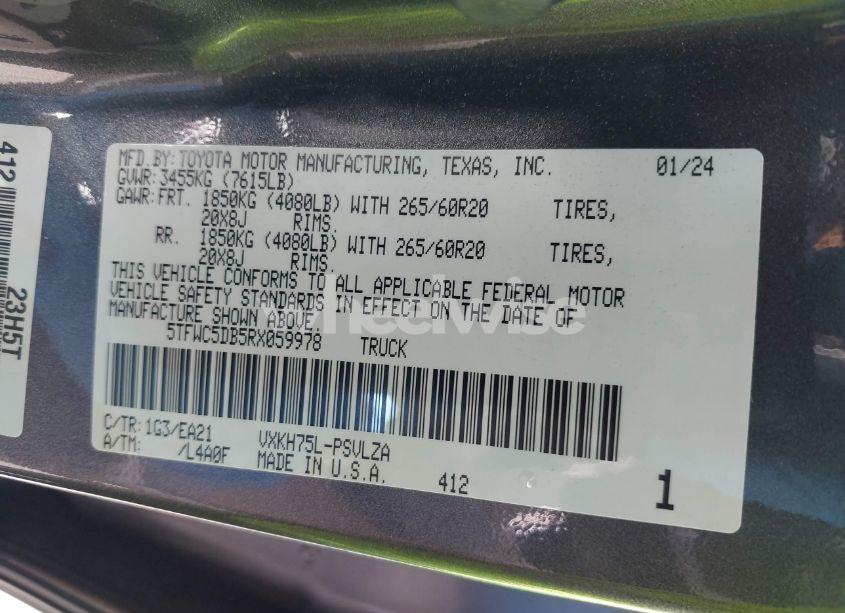 412
23H5T
MFD.BY:TOYOTA MOTOR MANUFACTURING, TEXAS, INC. 01/24
GVWR: 3455KG (7615LB)
GAWR:FRT. 1850KG (4080LB) WITH 265/60R20 TIRES,
20X8J RIMS.
RR. 1850KG (4080LB) WITH 265/60R20 TIRES,
20X8J RIMS.
THIS VEHICLE CONFORMS TO ALL APPLICABLE FEDERAL MOTOR
VEHICLE SAFETY STANDARDS IN EFFECT ON THE DATE OF
MANUFACTURE SHOWN ABOVE.
5TFWC5DB5RX059978 TRUCK
C/TR:1G3/EA21 VXKH75L-PSVLZA
A/TM: /L4A0F MADE IN U.S.A. 412 1
wheelwise